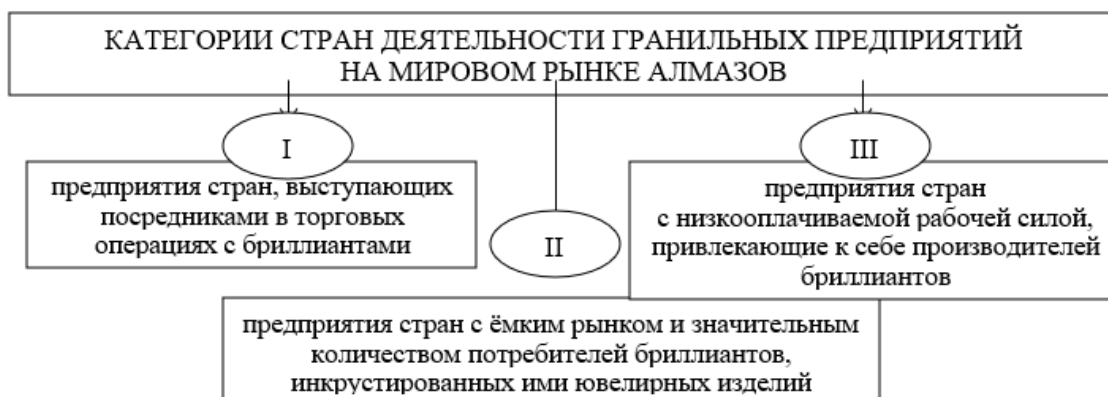 КАТЕГОРИИ СТРАН ДЕЯТЕЛЬНОСТИ ГРАНИЛЬНЫХ ПРЕДПРИЯТИЙ
НА МИРОВОМ РЫНКЕ АЛМАЗОВ
I
предприятия стран, выступающих
посредниками в торговых
операциях с бриллиантами
II
предприятия стран с ёмким рынком и значительным
количеством потребителей бриллиантов,
инкрустированных ими ювелирных изделий
III
предприятия стран
с низкооплачиваемой рабочей силой,
привлекающие к себе производителей
бриллиантов